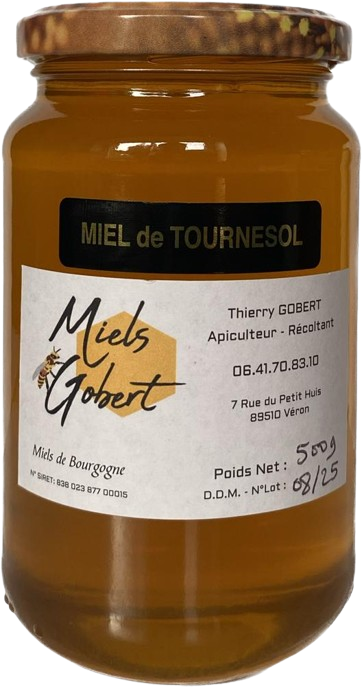 MIEL de TOURNESOL
Miels
Gobert
Miels de Bourgogne
N° SIRET: 838 023 877 00015
Thierry GOBERT
Apiculteur - Récoltant
06.41.70.83.10
7 Rue du Petit Huis
89510 Véron
Poids Net : 500g
D.D.M. - N°Lot : 08/25